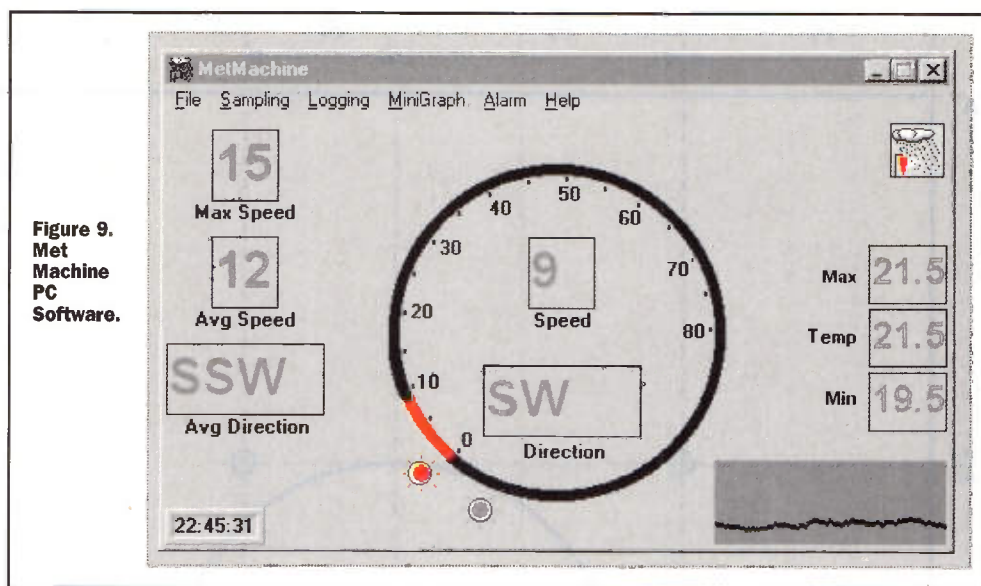 Figure 9.
Met
Machine
PC
Software.
MetMachine
File Sampling Logging MiniGraph Alarm Help
15
Max Speed
12
Avg Speed
SSW
Avg Direction
0
10
20
30
40
50
60
70
80
9
Speed
SW
Direction
Max 21.5
Temp 21.5
Min 19.5
22:45:31